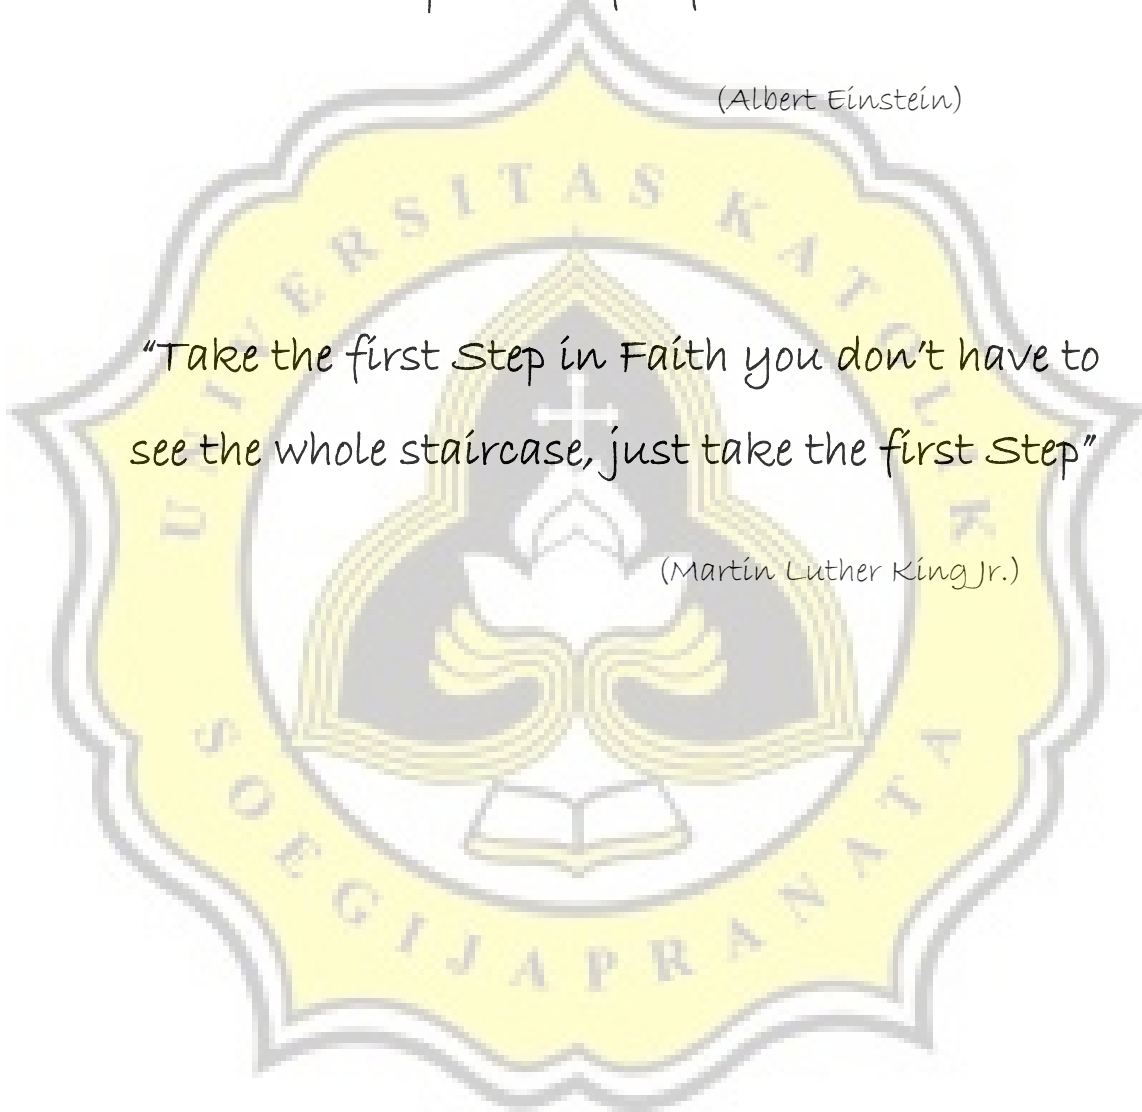 (Albert Einstein)
UNIVERSITAS KATOLIK
“Take the first Step in Faith you don’t have to
see the whole staircase, just take the first Step”
(Martin Luther King Jr.)
SOEGIJAPRANATA